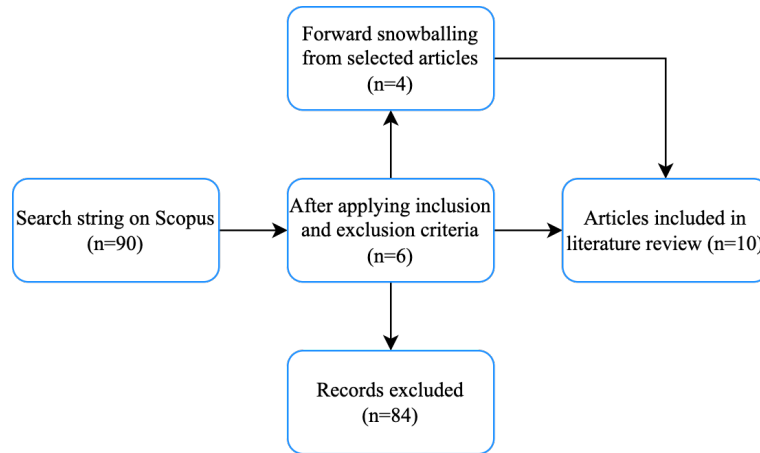 Forward snowballing
from selected articles
(n=4)
Search string on Scopus
(n=90)
After applying inclusion
and exclusion criteria
(n=6)
Articles included in
literature review (n=10)
Records excluded
(n=84)